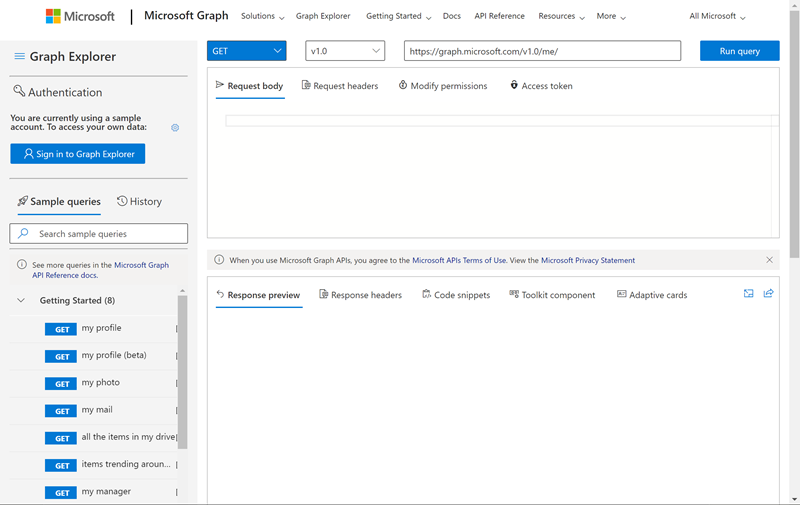 Microsoft
Microsoft Graph
Solutions
Graph Explorer
Getting Started
Docs
API Reference
Resources
More
All Microsoft
Graph Explorer
GET
v1.0
https://graph.microsoft.com/v1.0/me/
Run query
Authentication
You are currently using a sample
account. To access your own data:
Sign in to Graph Explorer
Sample queries
History
Search sample queries
See more queries in the Microsoft Graph
API Reference docs.
Getting Started (8)
GET my profile
GET my profile (beta)
GET my photo
GET my mail
GET all the items in my drive
GET items trending aroun...
GET my manager
Request body
Request headers
Modify permissions
Access token
When you use Microsoft Graph APIs, you agree to the Microsoft APIs Terms of Use. View the Microsoft Privacy Statement
Response preview
Response headers
Code snippets
Toolkit component
Adaptive cards